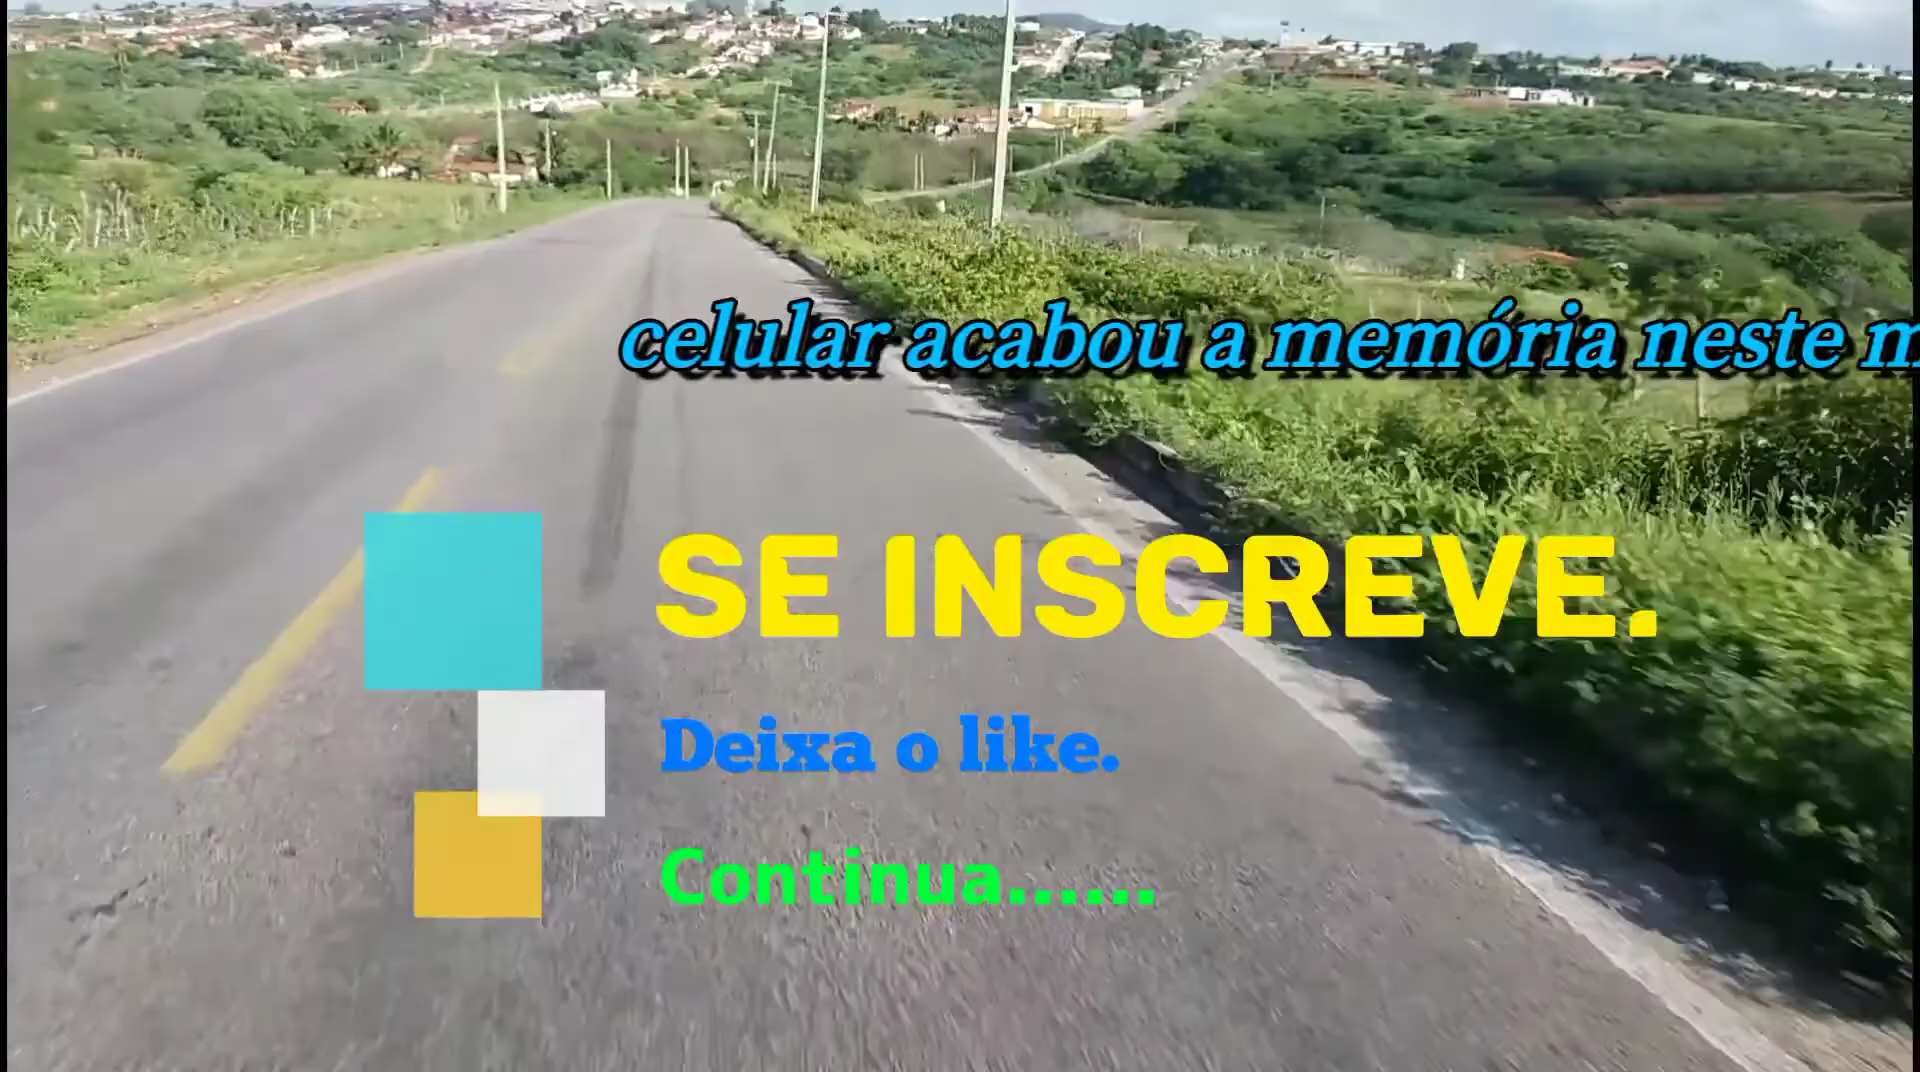 celular acabou a memória neste
SE INSCREVE.
Deixa o like.
Continua......